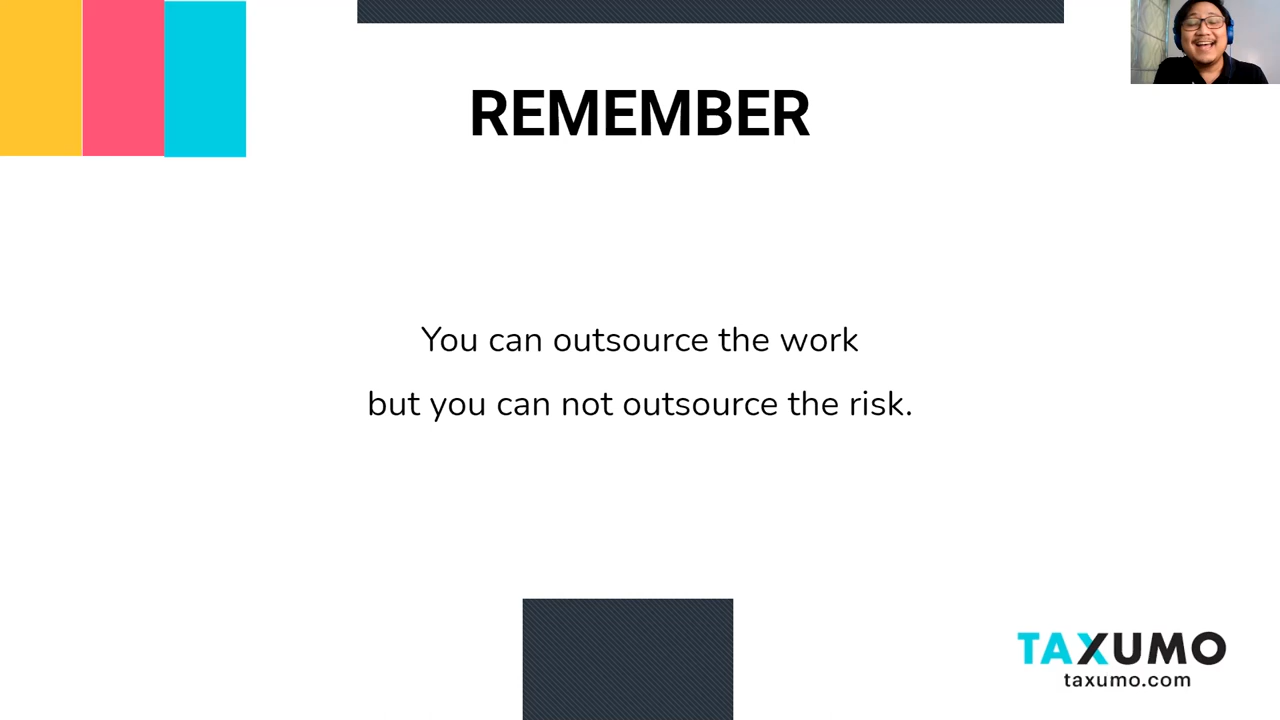 REMEMBER
You can outsource the work
but you can not outsource the risk.
TAXUMO
taxumo.com